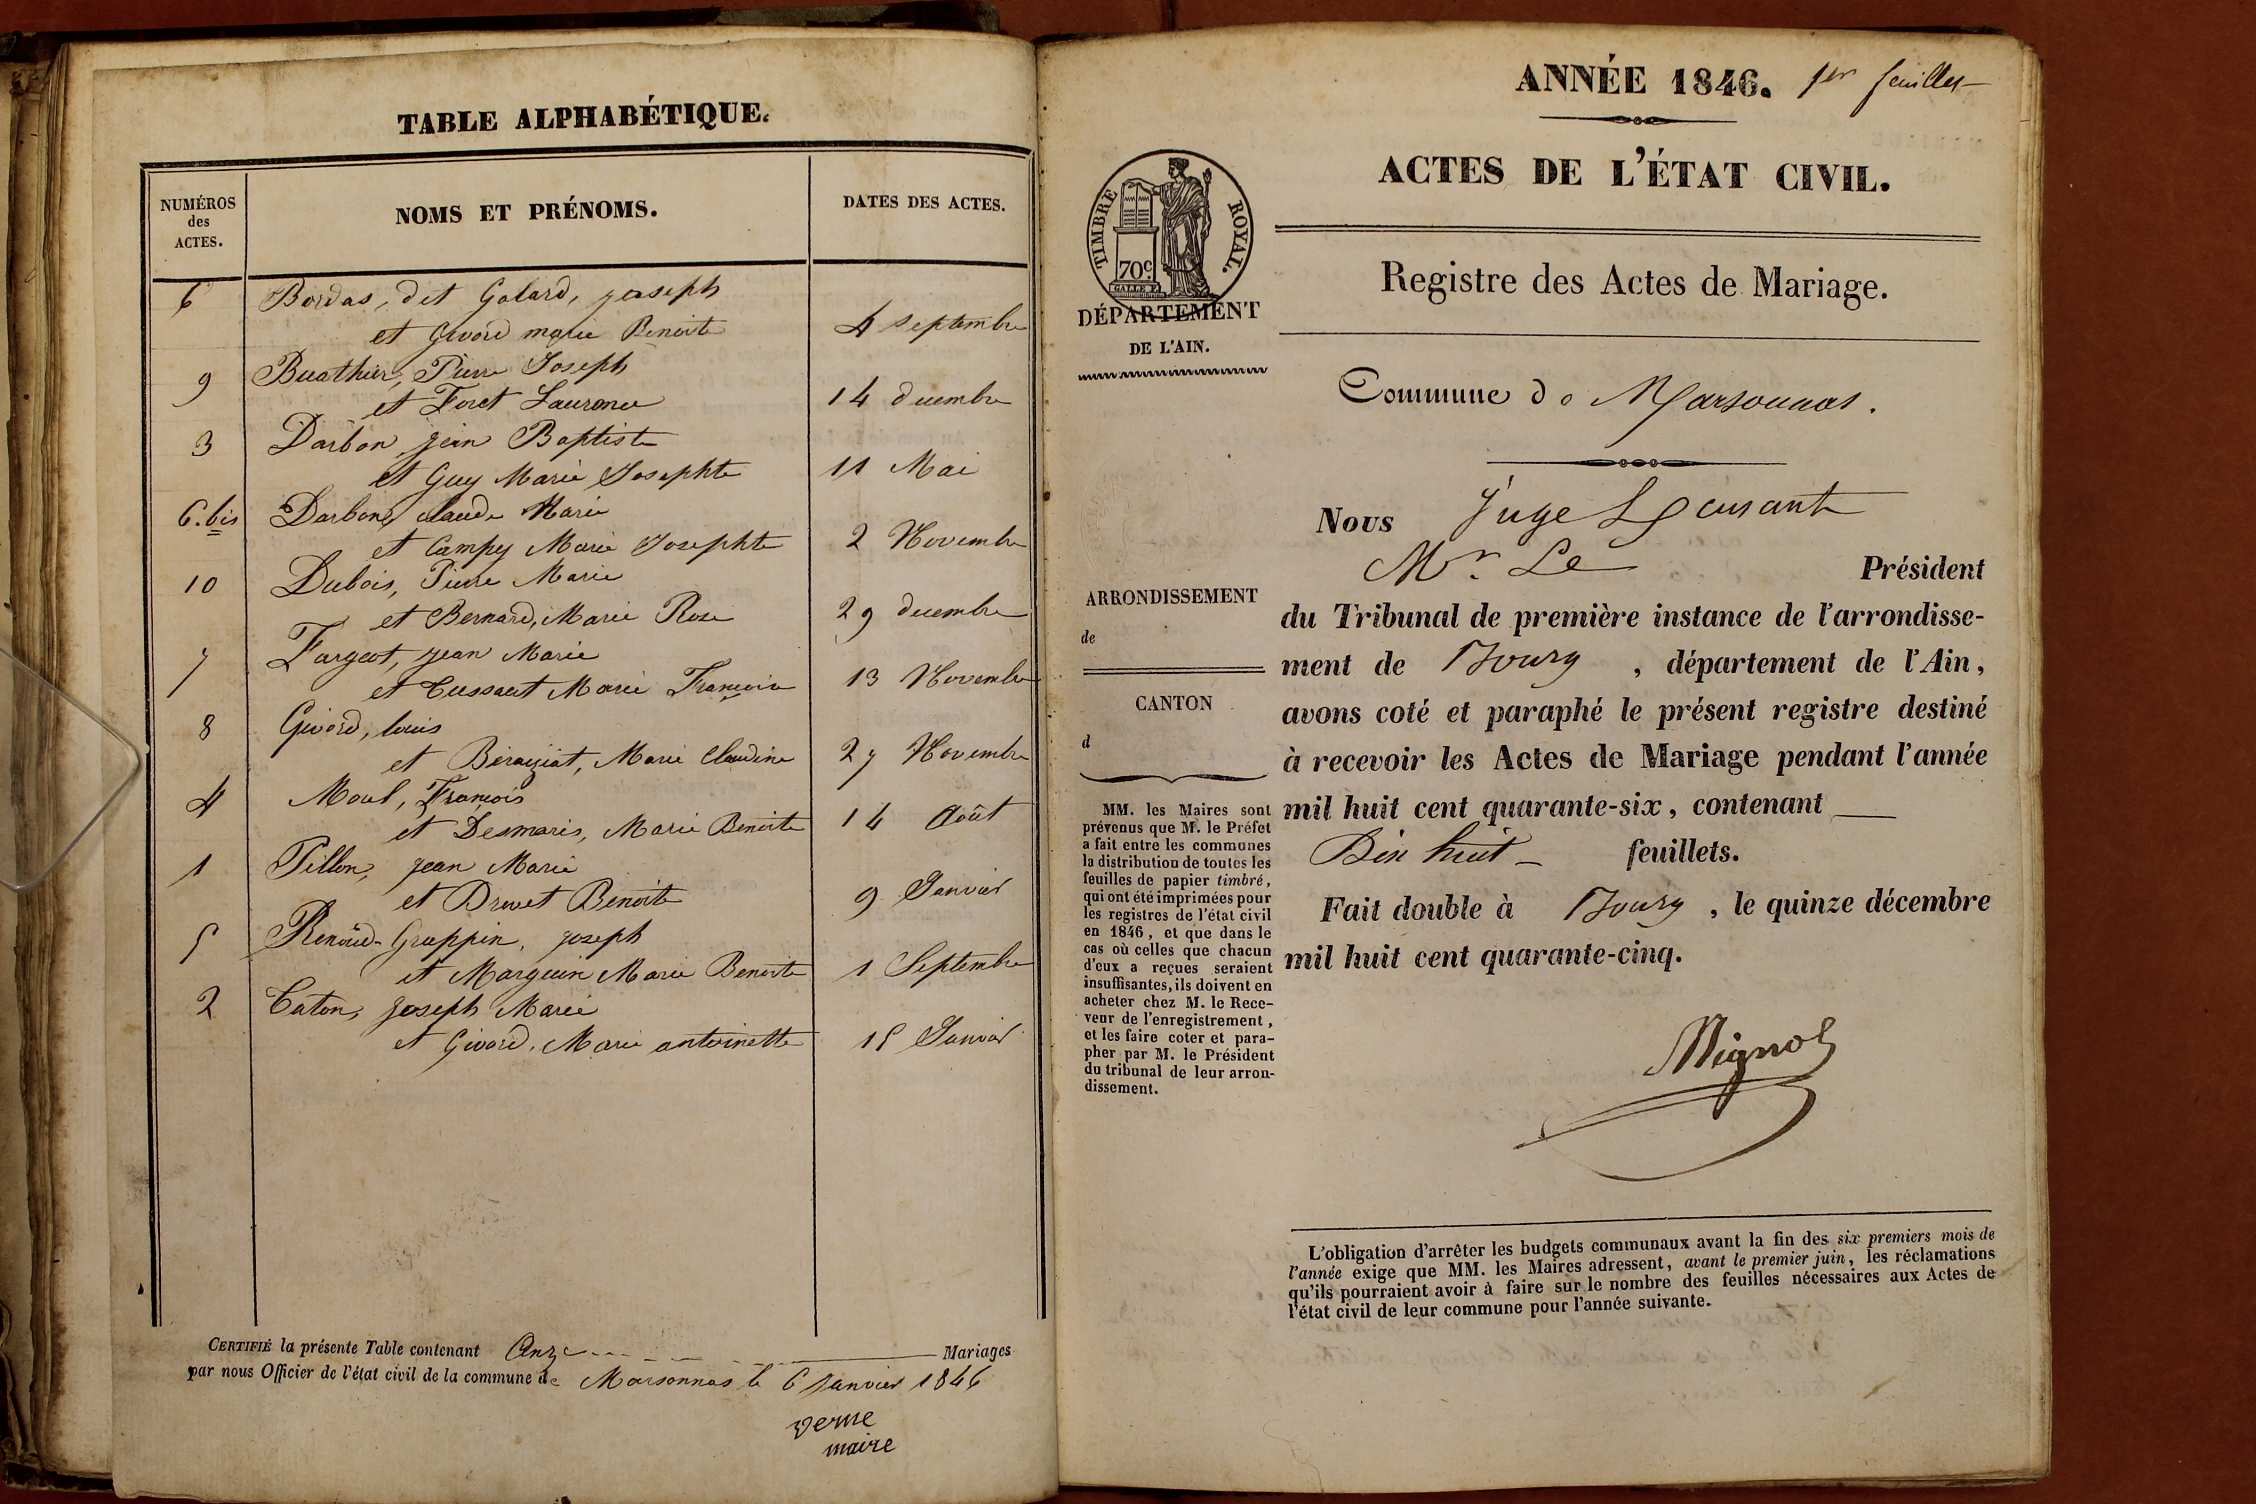 TABLE ALPHABÉTIQUE.
NUMÉROS
des
ACTES.
NOMS ET PRÉNOMS.
DATES DES ACTES.
6 Bordas, dit Galard, joseph
et Givord marie Benoite 4 septembre
9 Buathier, Pierre Joseph
et Foret Laurence 14 decembre
3 Darbon jean Baptiste
et Guy Marie Josephte 11 Mai
6.bis Darbon, claude Marie
et Campy Marie Josephte 2 Novembre
10 Dubois, Pierre Marie
et Bernard, Marie Rose 29 decembre
7 Fargeot, jean Marie
et Cussaut Marie Francoise 13 Novembre
8 Givord, louis
et Béraziat, Marie Claudine 27 Novembre
4 Morel, François
et Desmaris, Marie Benoite 14 Août
1 Pillon, jean Marie
et Druet Benoite 9 Janvier
5 Renoud-Grappin, joseph
et Marguin Marie Benoite 1 Septembre
2 Caton, joseph Marie
et Givord, Marie antoinette 15 Janvier
CERTIFIÉ la présente Table contenant Onze Mariages
par nous Officier de l'état civil de la commune de Marsonnas le 6 Janvier 1846
verne
maire
ANNÉE 1846. 1er feuillet
ACTES DE L'ÉTAT CIVIL.
Registre des Actes de Mariage.
TIMBRE ROYAL.
70c
DÉPARTEMENT
DE L'AIN.
Commune de Marsonnas.
Nous Juge
Mr. Le Président
du Tribunal de première instance de l'arrondisse-
ment de Bourg, département de l'Ain,
avons coté et paraphé le présent registre destiné
à recevoir les Actes de Mariage pendant l'année
mil huit cent quarante-six, contenant
Dix huit feuillets.
Fait double à Bourg, le quinze décembre
mil huit cent quarante-cinq.
Mignot
ARRONDISSEMENT
de
CANTON
d
MM. les Maires sont
prévenus que M. le Préfet
a fait entre les communes
la distribution de toutes les
feuilles de papier timbré,
qui ont été imprimées pour
les registres de l'état civil
en 1846, et que dans le
cas où celles que chacun
d'eux a reçues seraient
insuffisantes, ils doivent en
acheter chez M. le Rece-
veur de l'enregistrement,
et les faire coter et para-
pher par M. le Président
du tribunal de leur arron-
dissement.
L'obligation d'arrêter les budgets communaux avant la fin des six premiers mois de
l'année exige que MM. les Maires adressent, avant le premier juin, les réclamations
qu'ils pourraient avoir à faire sur le nombre des feuilles nécessaires aux Actes de
l'état civil de leur commune pour l'année suivante.